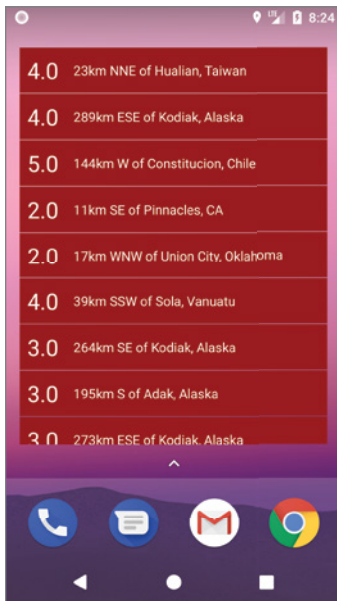 LTE 8:24
4.0 23km NNE of Hualian, Taiwan
4.0 289km ESE of Kodiak, Alaska
5.0 144km W of Constitucion, Chile
2.0 11km SE of Pinnacles, CA
2.0 17km WNW of Union City, Oklahoma
4.0 39km SSW of Sola, Vanuatu
3.0 264km SE of Kodiak, Alaska
3.0 195km S of Adak, Alaska
3.0 273km ESE of Kodiak, Alaska